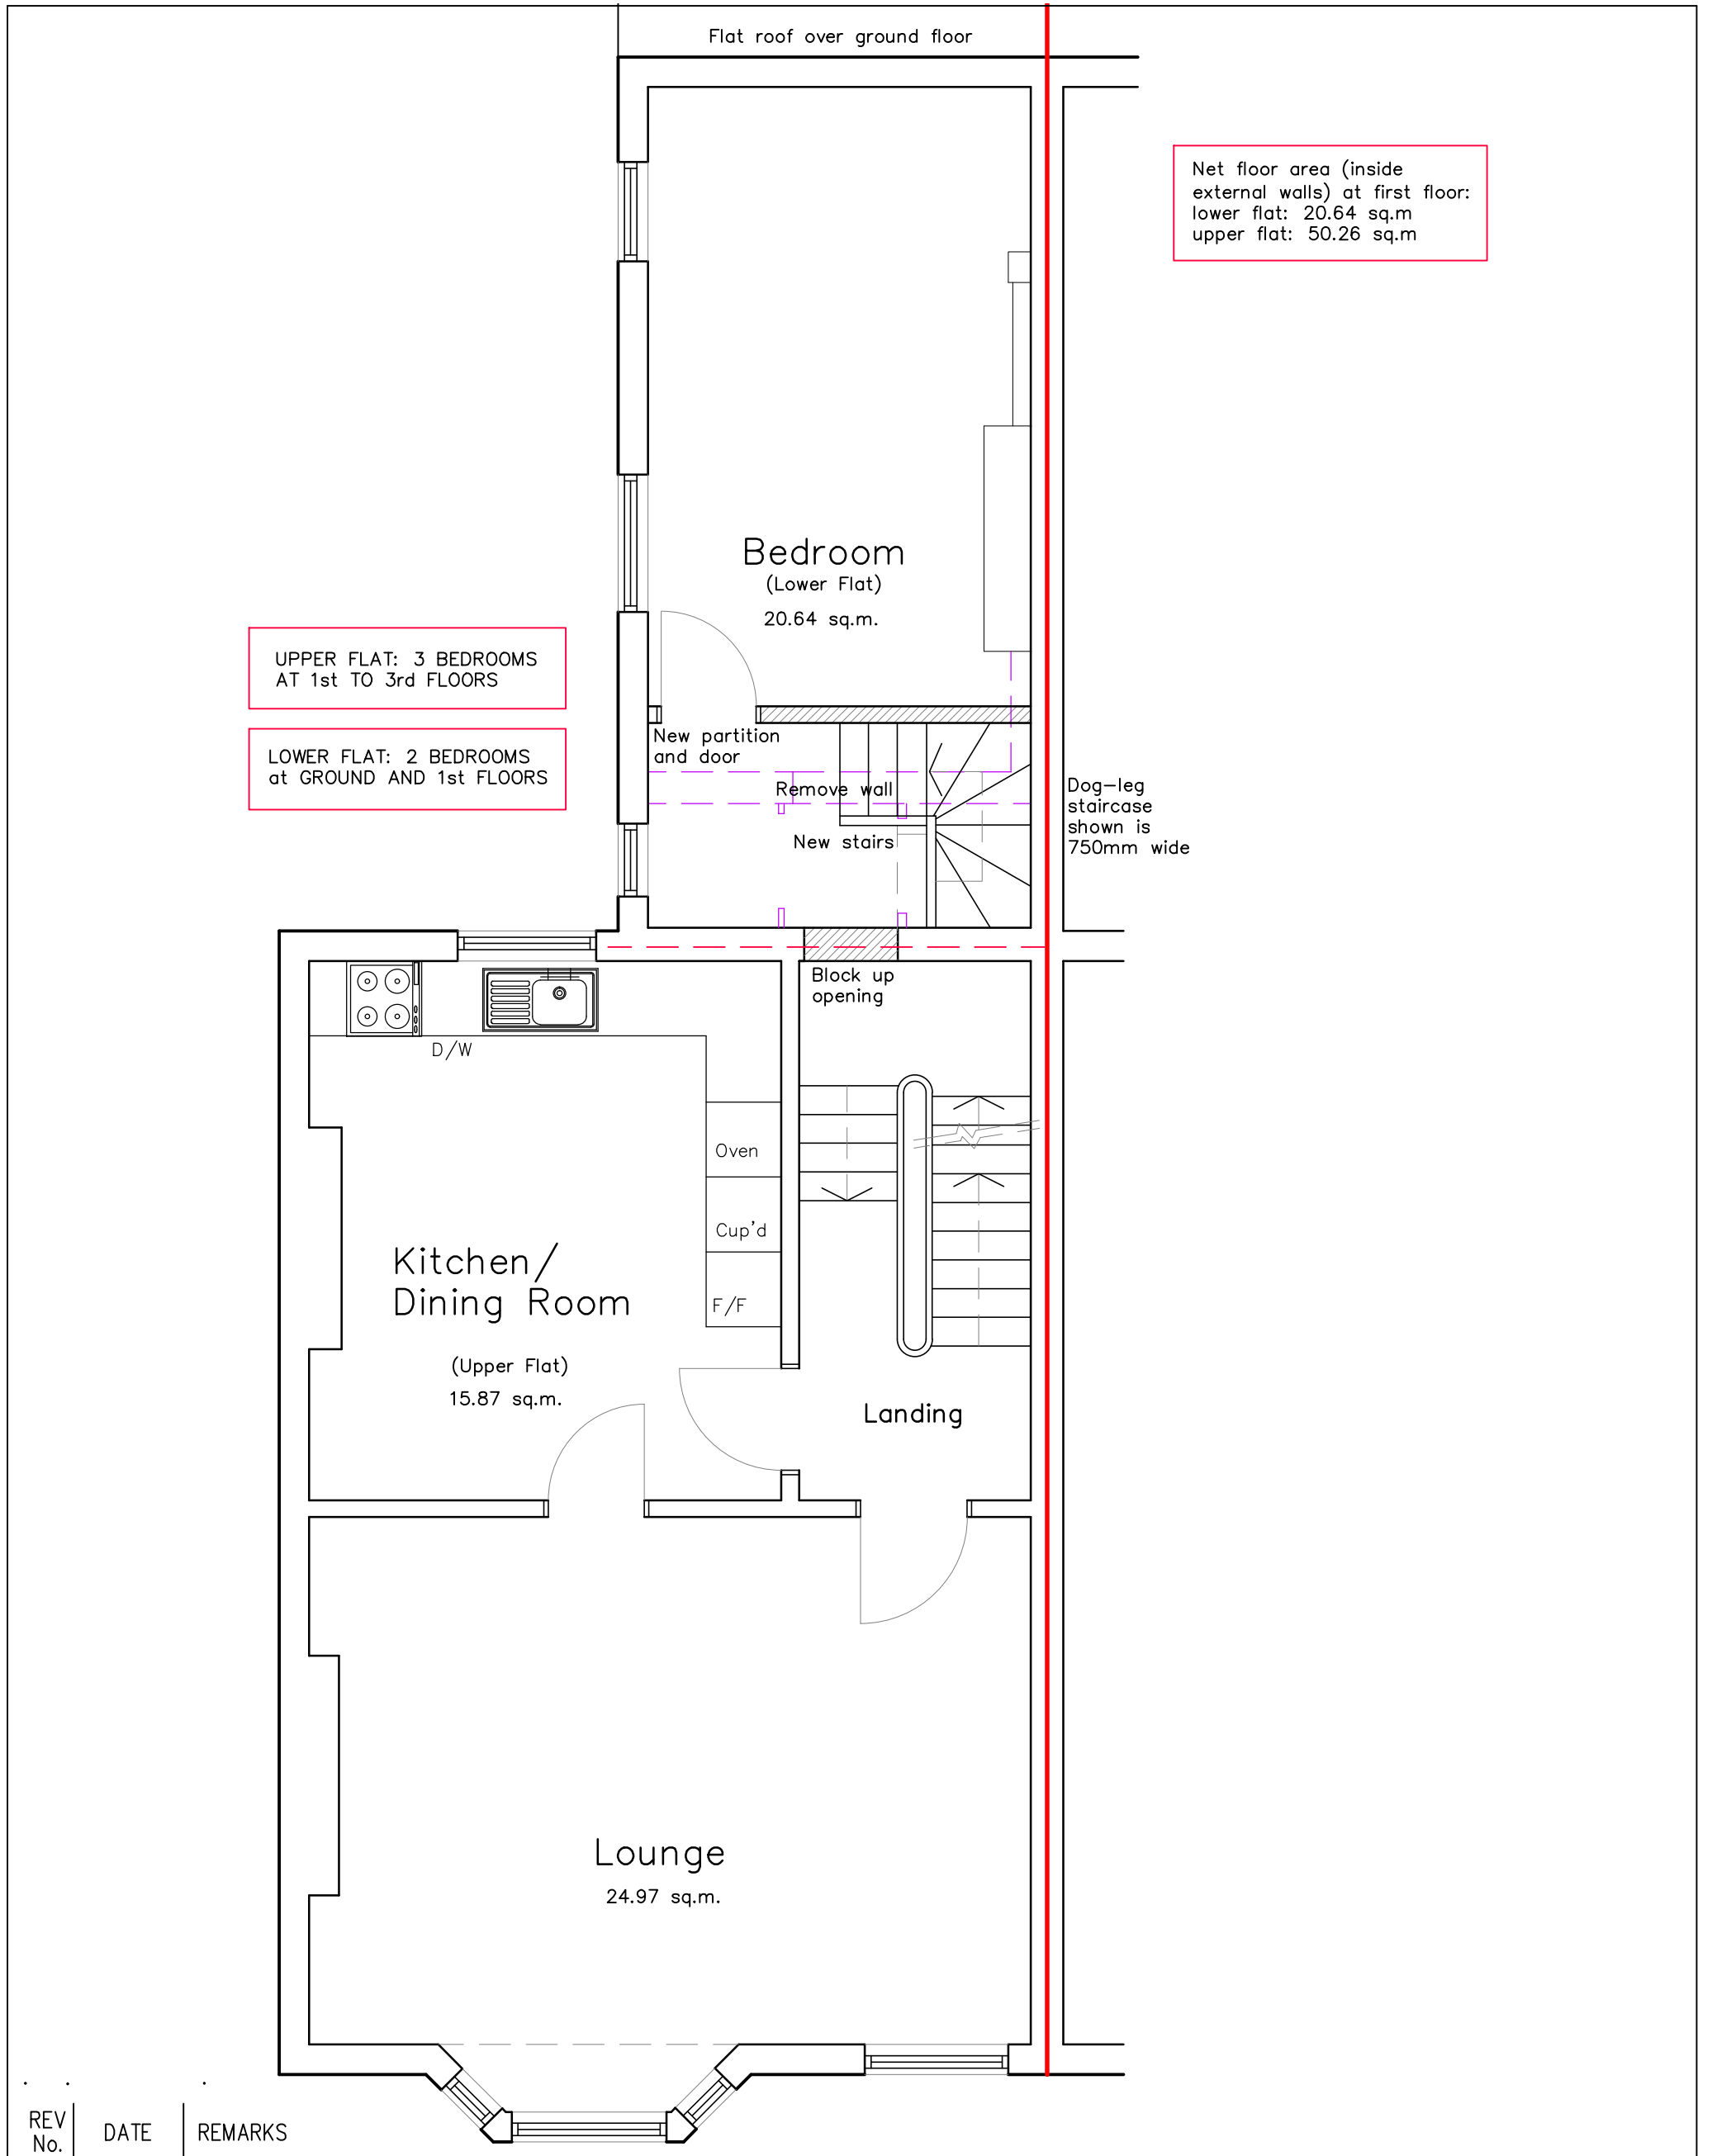 Flat roof over ground floor
Net floor area (inside
external walls) at first floor:
lower flat: 20.64 sq.m
upper flat: 50.26 sq.m
Bedroom
(Lower Flat)
20.64 sq.m.
UPPER FLAT: 3 BEDROOMS
AT 1st TO 3rd FLOORS
LOWER FLAT: 2 BEDROOMS
at GROUND AND 1st FLOORS
New partition
and door
Remove wall
New stairs
Dog-leg
staircase
shown is
750mm wide
Block up
opening
D/W
Oven
Cup'd
F/F
Kitchen/
Dining Room
(Upper Flat)
15.87 sq.m.
Landing
Lounge
24.97 sq.m.
REV
No.
DATE
REMARKS